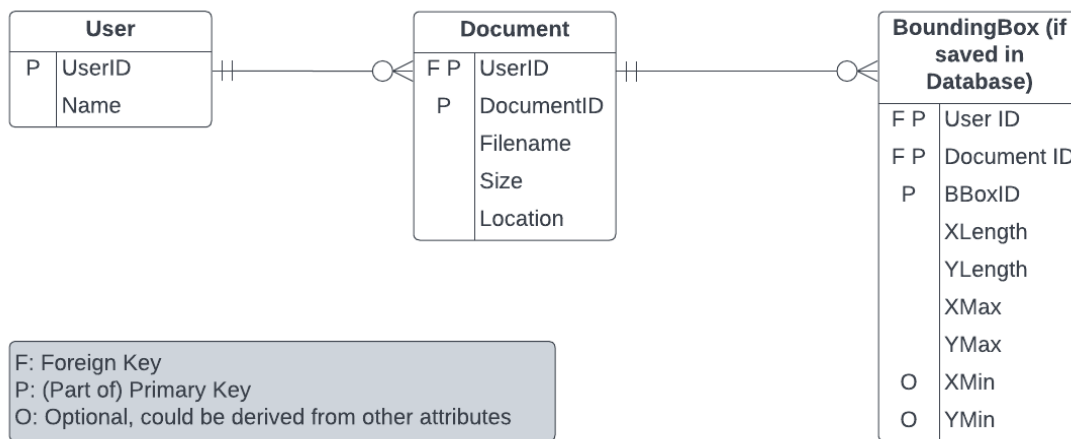 User
P UserID
Name
Document
F P UserID
P DocumentID
Filename
Size
Location
BoundingBox (if
saved in
Database)
F P User ID
F P Document ID
P BBoxID
XLength
YLength
XMax
YMax
O XMin
O YMin
F: Foreign Key
P: (Part of) Primary Key
O: Optional, could be derived from other attributes